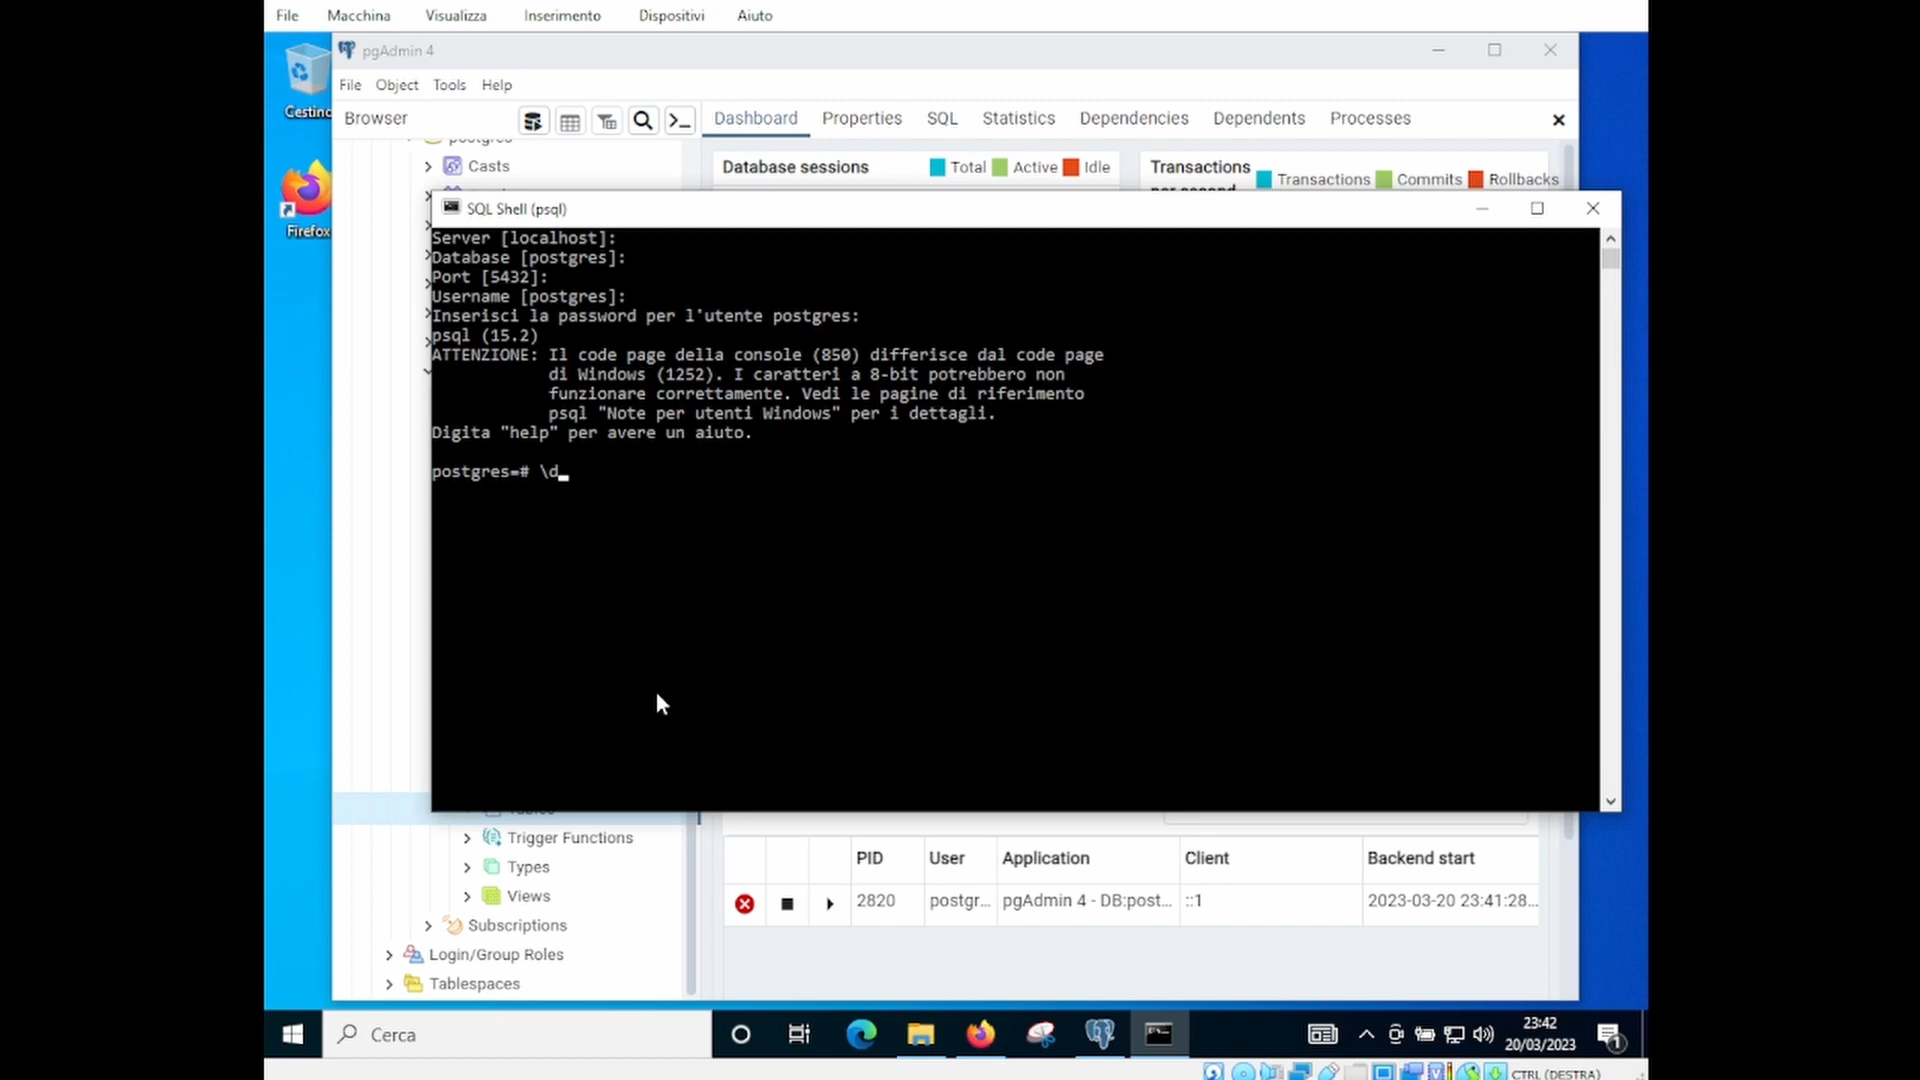 File Macchina Visualizza Inserimento Dispositivi Aiuto
pgAdmin 4
Cestino
File Object Tools Help
Browser
Dashboard Properties SQL Statistics Dependencies Dependents Processes
postgres
Casts
Database sessions Total Active Idle
Transactions per second Transactions Commits Rollbacks
Firefox
SQL Shell (psql)
Server [localhost]:
Database [postgres]:
Port [5432]:
Username [postgres]:
Inserisci la password per l'utente postgres:
psql (15.2)
ATTENZIONE: Il code page della console (850) differisce dal code page
di Windows (1252). I caratteri a 8-bit potrebbero non
funzionare correttamente. Vedi le pagine di riferimento
psql "Note per utenti Windows" per i dettagli.
Digita "help" per avere un aiuto.
postgres=# \d
Tables
Trigger Functions
Types
Views
Subscriptions
Login/Group Roles
Tablespaces
PID User Application Client Backend start
2820 postgr... pgAdmin 4 - DB:post... ::1 2023-03-20 23:41:28...
Cerca
23:42
20/03/2023
1
CTRL (DESTRA)